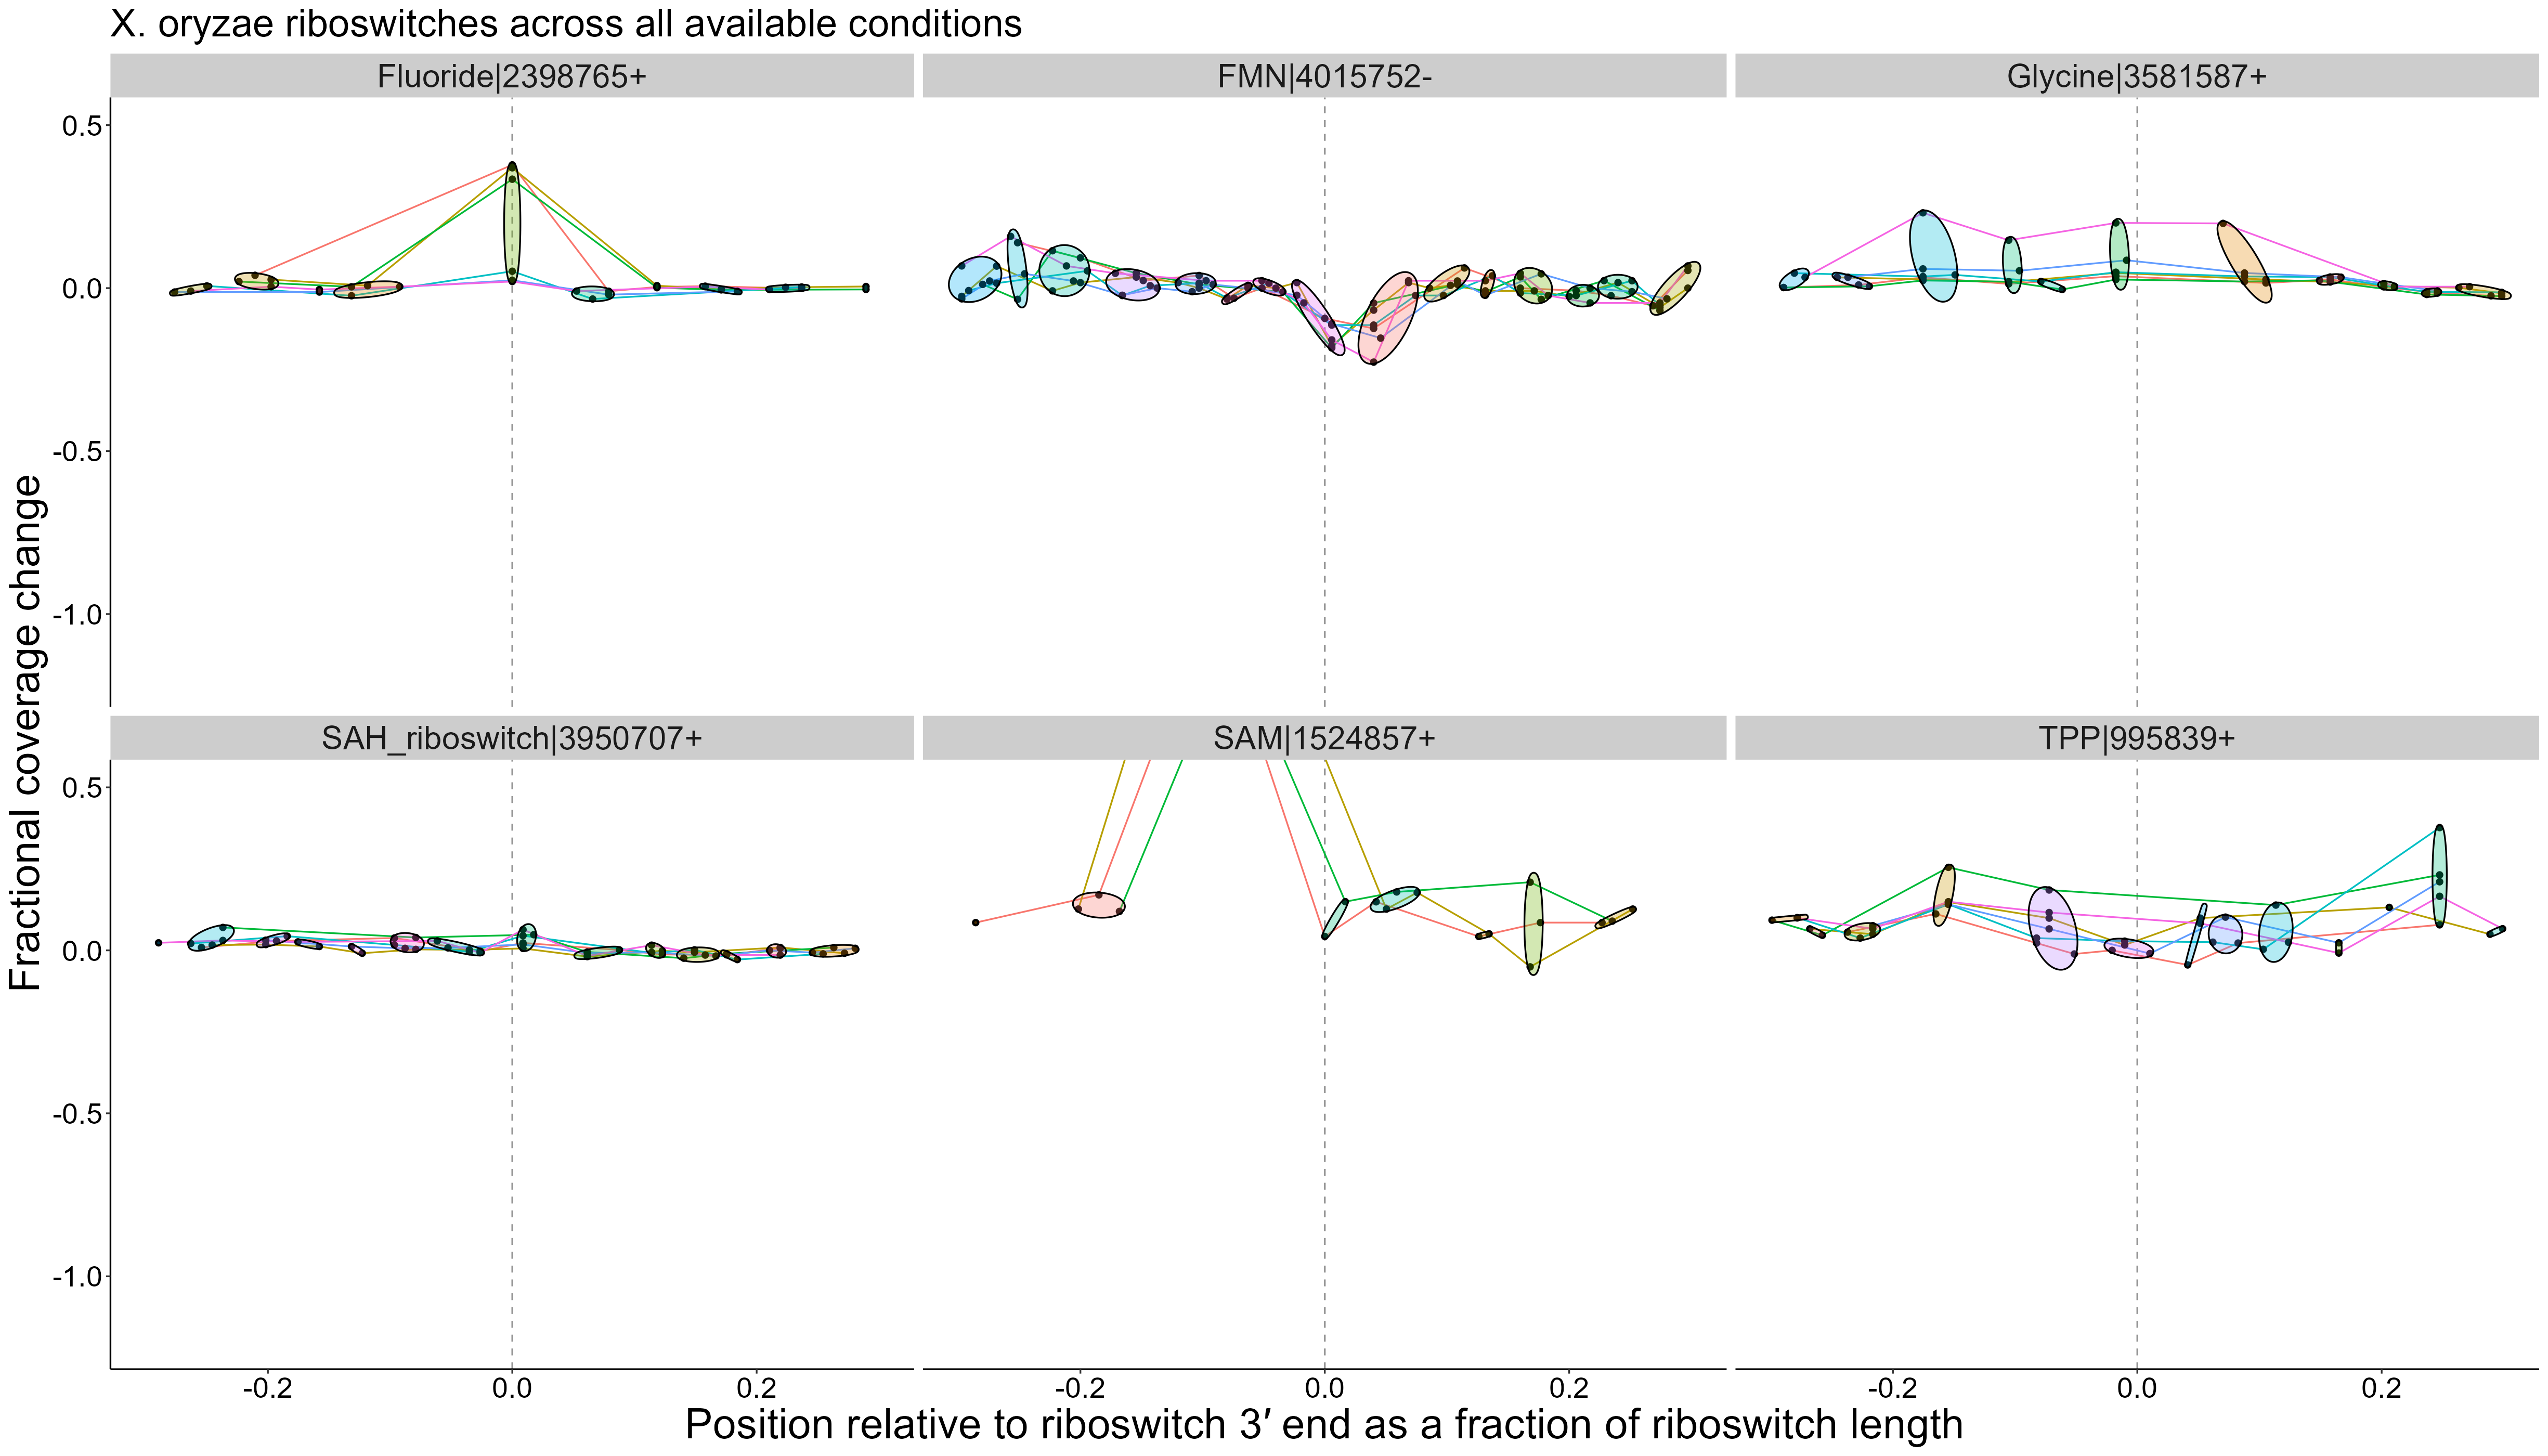 X. oryzae riboswitches across all available conditions
Fluoride|2398765+
FMN|4015752-
Glycine|3581587+
0.5
0.0
-0.5
-1.0
SAH_riboswitch|3950707+
SAM|1524857+
TPP|995839+
0.5
0.0
-0.5
-1.0
Fractional coverage change
-0.2 0.0 0.2
-0.2 0.0 0.2
-0.2 0.0 0.2
Position relative to riboswitch 3′ end as a fraction of riboswitch length